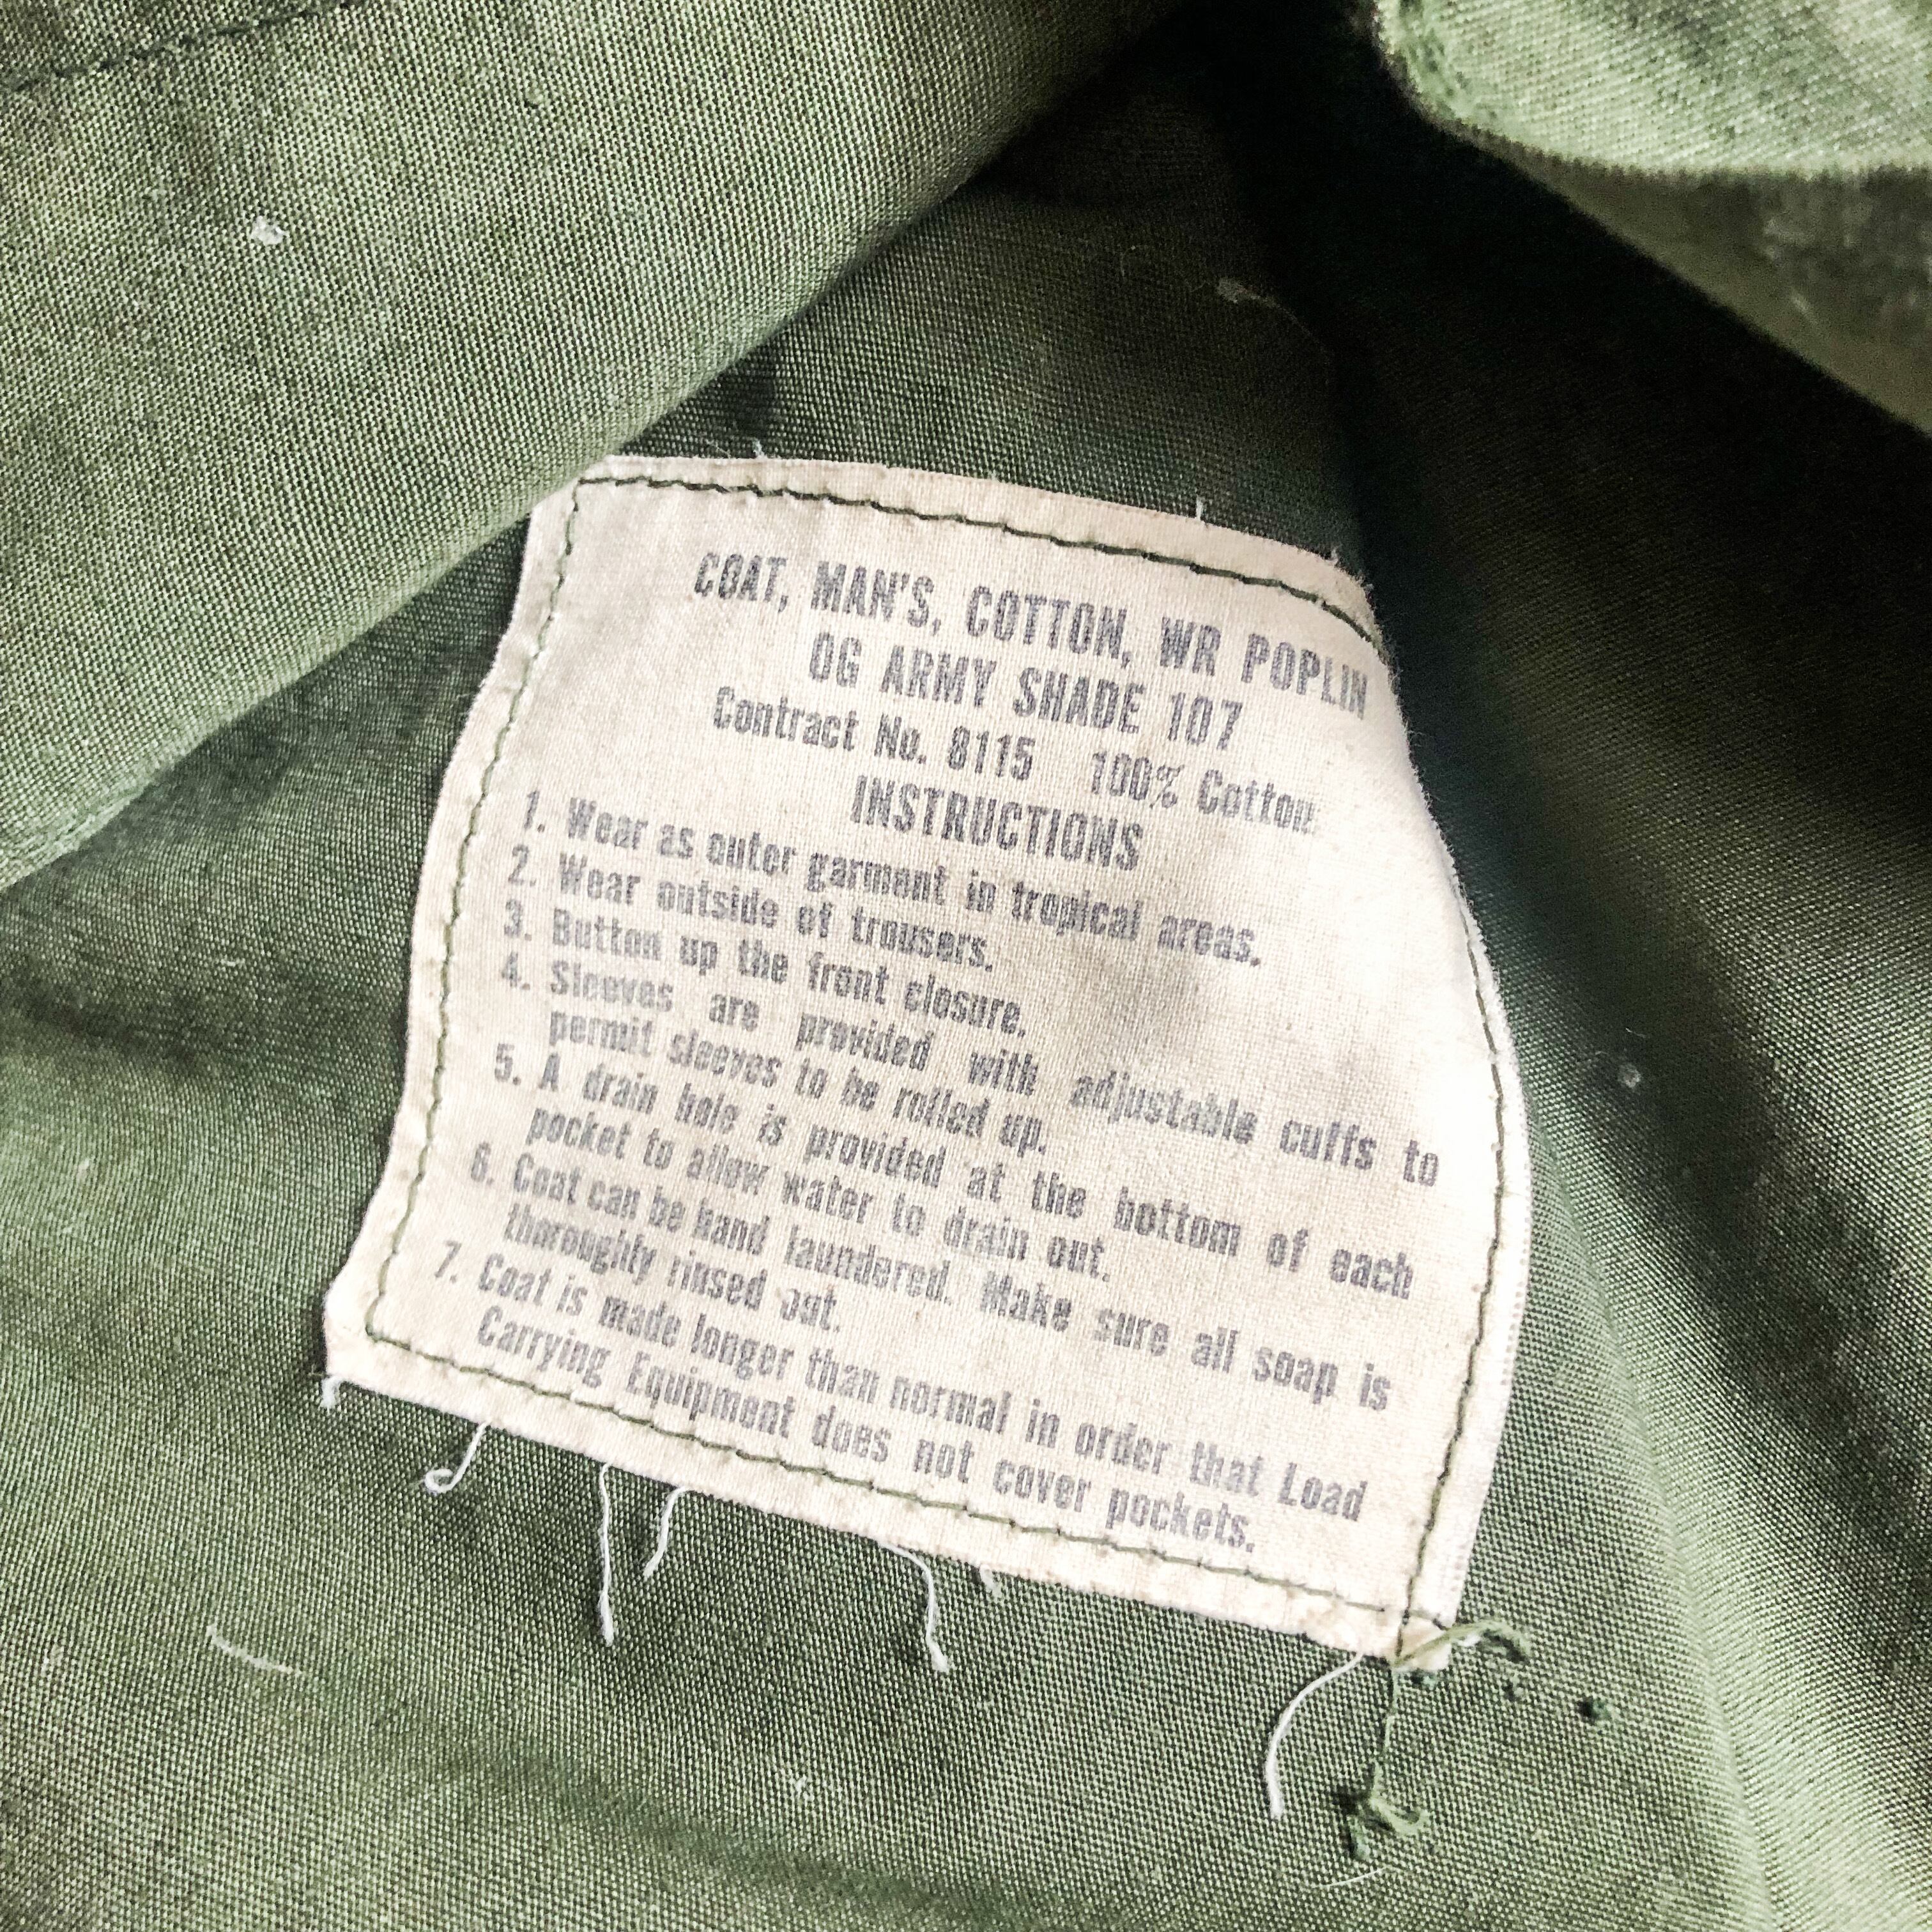 COAT, MAN'S, COTTON, WR POPLIN
OG ARMY SHADE 107
Contract No. 8115 100% Cotton.
INSTRUCTIONS
1. Wear as outer garment in tropical areas.
2. Wear outside of trousers.
3. Button up the front closure.
4. Sleeves are provided with adjustable cuffs to
permit sleeves to be rolled up.
5. A drain hole is provided at the bottom of each
pocket to allow water to drain out.
6. Coat can be hand laundered. Make sure all soap is
thoroughly rinsed out.
7. Coat is made longer than normal in order that Load
Carrying Equipment does not cover pockets.